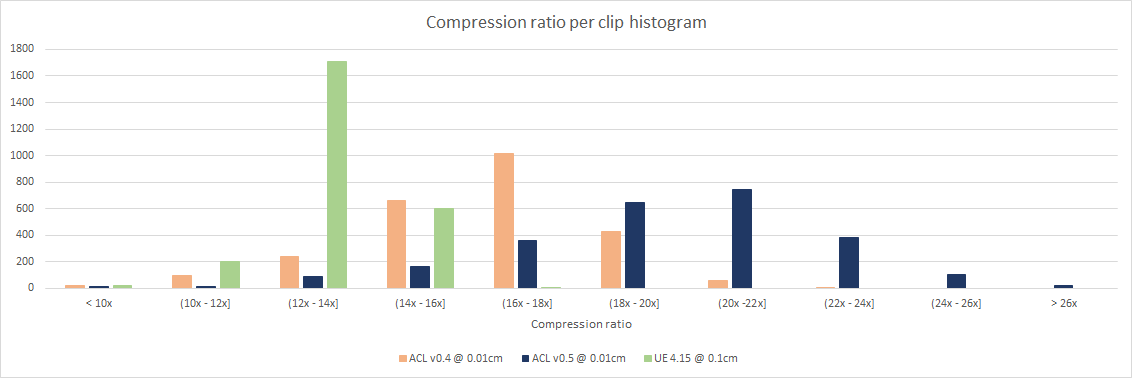 Compression ratio per clip histogram
1800
1600
1400
1200
1000
800
600
400
200
0
< 10x (10x - 12x] (12x - 14x] (14x - 16x] (16x - 18x] (18x - 20x] (20x -22x] (22x - 24x] (24x - 26x] > 26x
Compression ratio
ACL v0.4 @ 0.01cm ACL v0.5 @ 0.01cm UE 4.15 @ 0.1cm